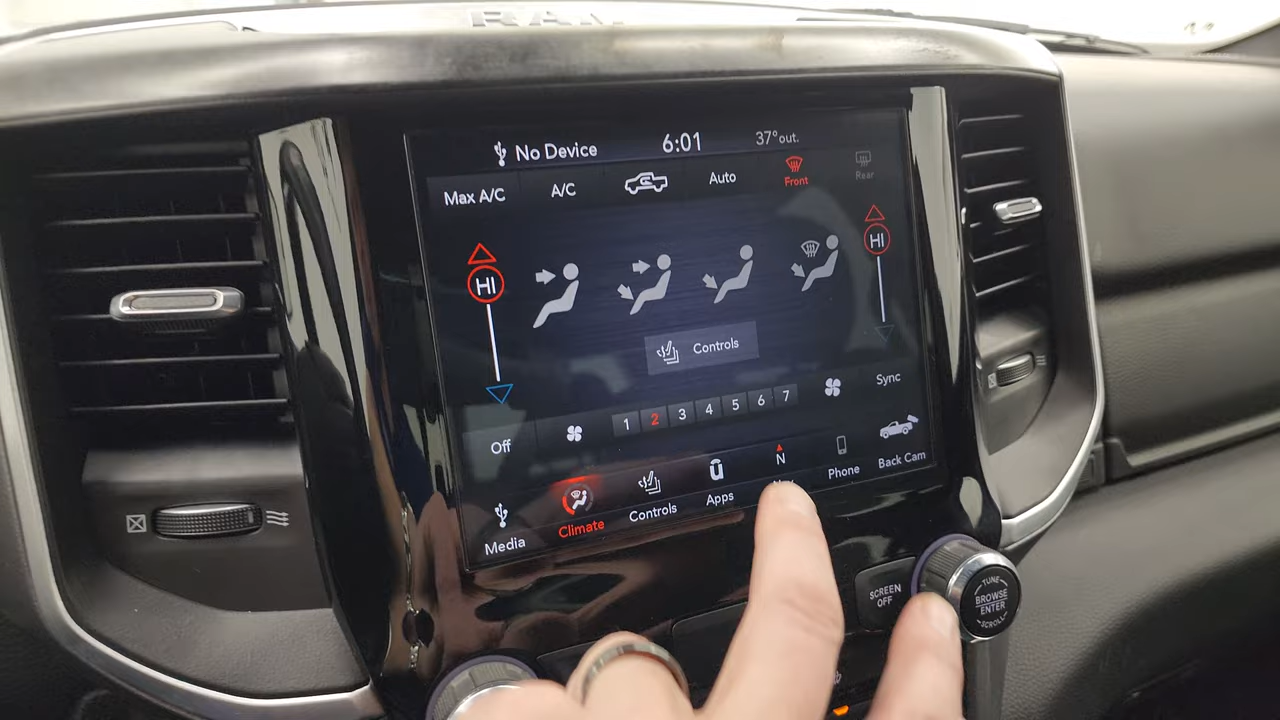 RAM
No Device
6:01
37°out.
Max A/C
A/C
Auto
Front
Rear
HI
HI
Controls
1 2 3 4 5 6 7
Sync
Off
N
Media
Climate
Controls
Apps
Phone
Back Cam
SCREEN
OFF
TUNE
BROWSE
ENTER
SCROLL